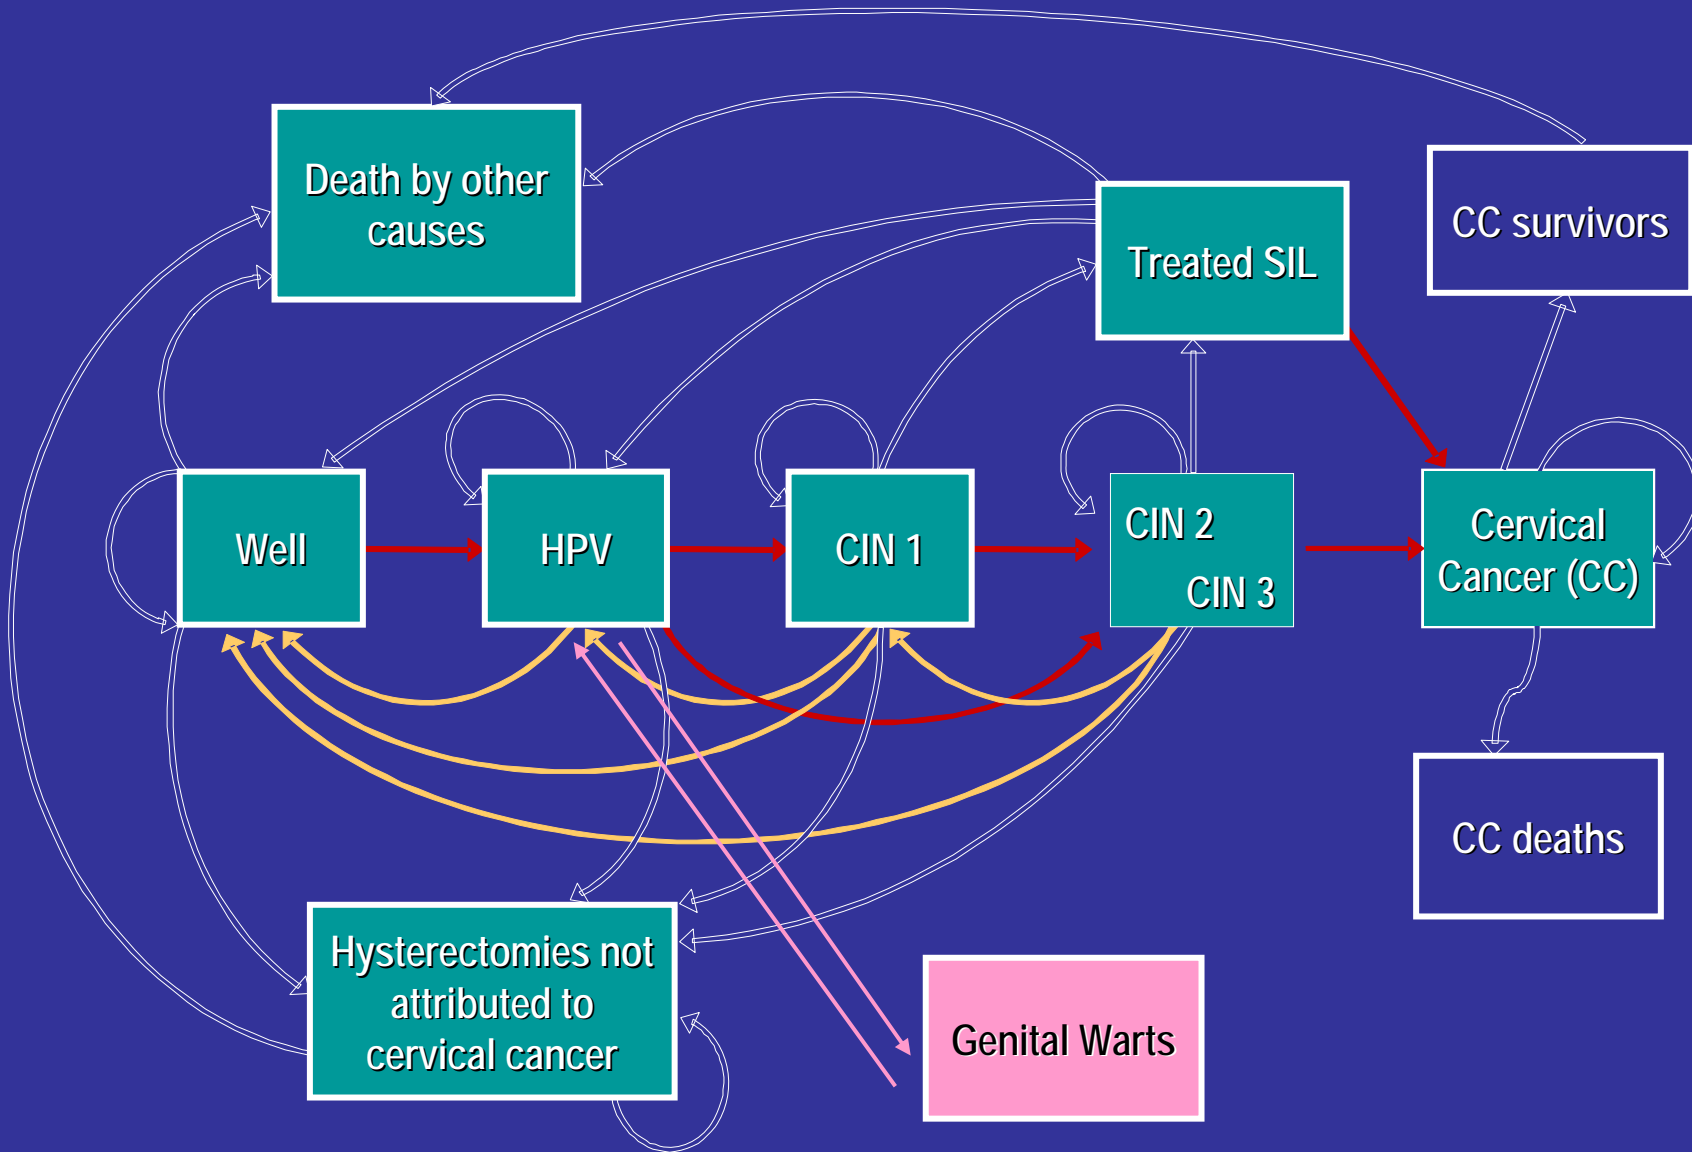 Death by other
causes
CC survivors
Treated SIL
Well
HPV
CIN 1
CIN 2
CIN 3
Cervical
Cancer (CC)
CC deaths
Hysterectomies not
attributed to
cervical cancer
Genital Warts